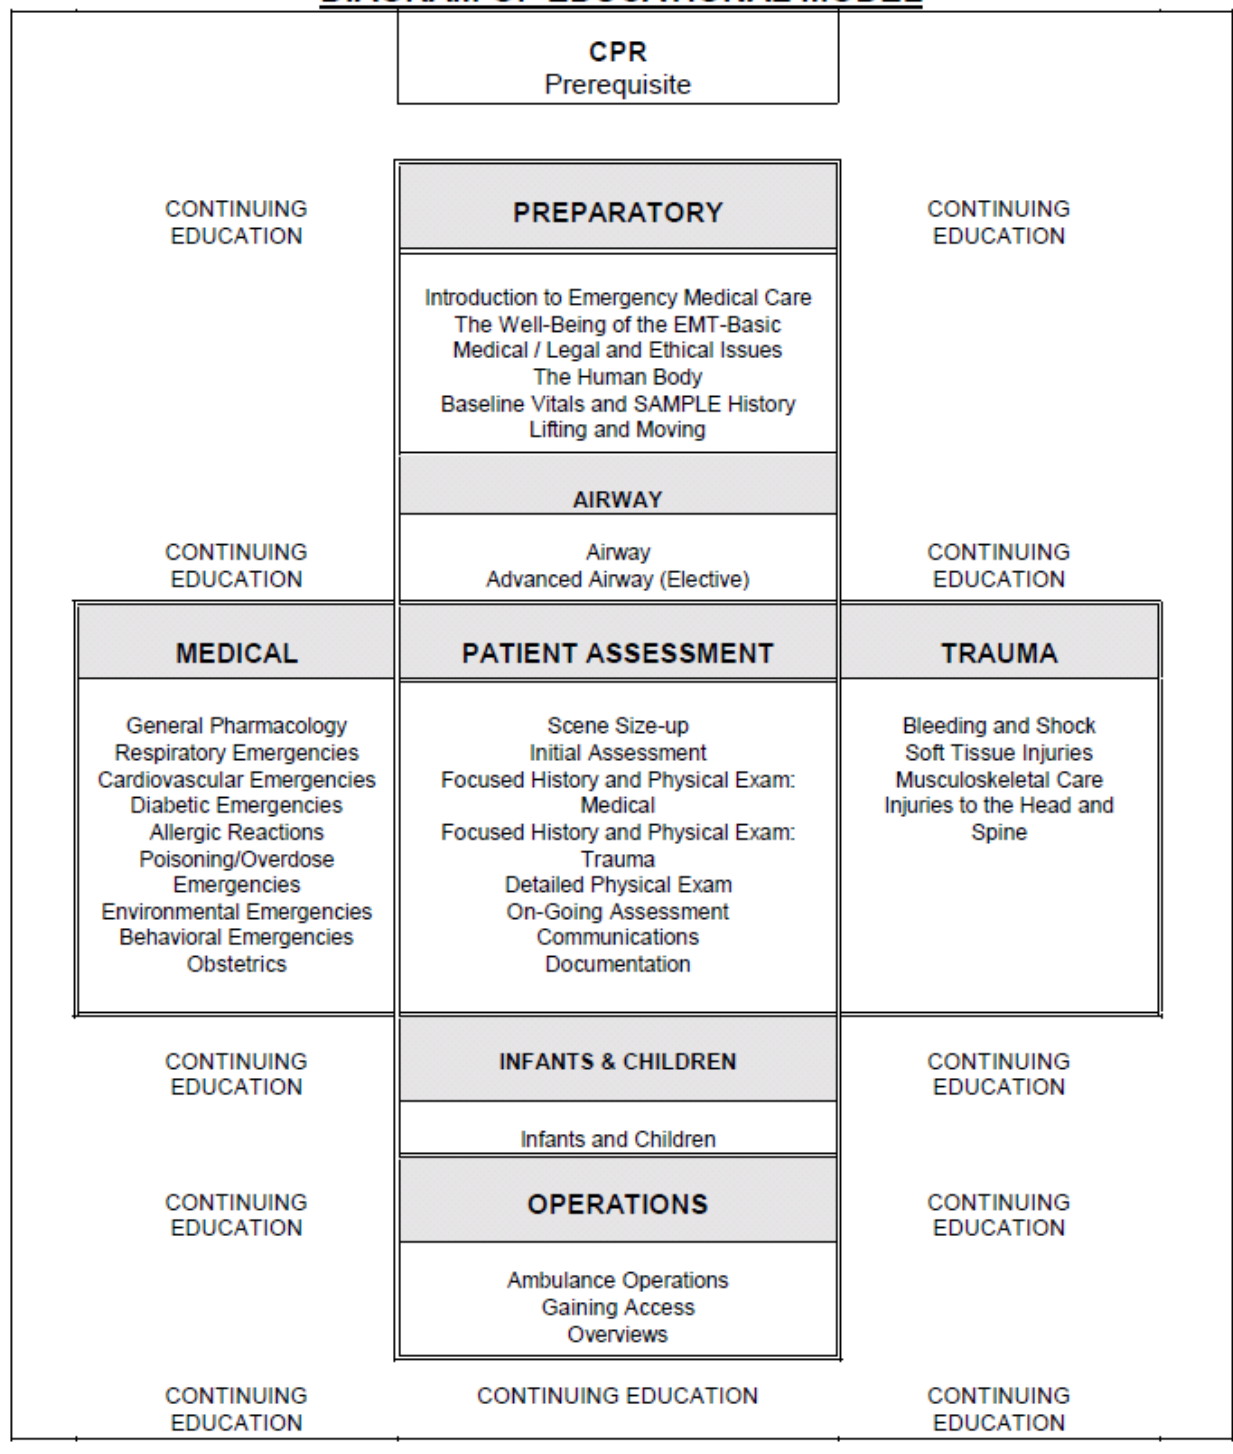 DIAGRAM OF EDUCATIONAL MODEL
CPR
Prerequisite
CONTINUING
EDUCATION
PREPARATORY
CONTINUING
EDUCATION
Introduction to Emergency Medical Care
The Well-Being of the EMT-Basic
Medical / Legal and Ethical Issues
The Human Body
Baseline Vitals and SAMPLE History
Lifting and Moving
AIRWAY
CONTINUING
EDUCATION
Airway
Advanced Airway (Elective)
CONTINUING
EDUCATION
MEDICAL
General Pharmacology
Respiratory Emergencies
Cardiovascular Emergencies
Diabetic Emergencies
Allergic Reactions
Poisoning/Overdose
Emergencies
Environmental Emergencies
Behavioral Emergencies
Obstetrics
PATIENT ASSESSMENT
Scene Size-up
Initial Assessment
Focused History and Physical Exam:
Medical
Focused History and Physical Exam:
Trauma
Detailed Physical Exam
On-Going Assessment
Communications
Documentation
TRAUMA
Bleeding and Shock
Soft Tissue Injuries
Musculoskeletal Care
Injuries to the Head and
Spine
CONTINUING
EDUCATION
INFANTS & CHILDREN
CONTINUING
EDUCATION
Infants and Children
CONTINUING
EDUCATION
OPERATIONS
CONTINUING
EDUCATION
Ambulance Operations
Gaining Access
Overviews
CONTINUING
EDUCATION
CONTINUING EDUCATION
CONTINUING
EDUCATION